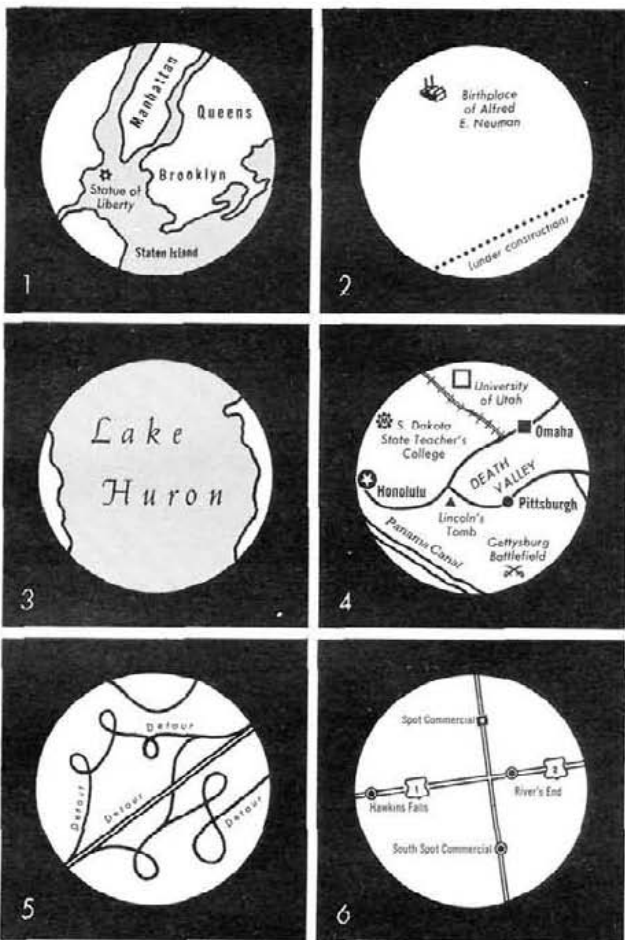 Manhattan
Queens
Brooklyn
Statue of
Liberty
Staten Island
1
Birthplace
of Alfred
E. Neuman
(under construction)
2
Lake
Huron
3
University
of Utah
S. Dakota
State Teacher's
College
Omaha
DEATH
VALLEY
Honolulu
Pittsburgh
Lincoln's
Tomb
Panama Canal
Gettysburg
Battlefield
4
Detour
Detour
Detour
Detour
5
Spot Commercial
1
2
Hawkins Falls
River's End
South Spot Commercial
6